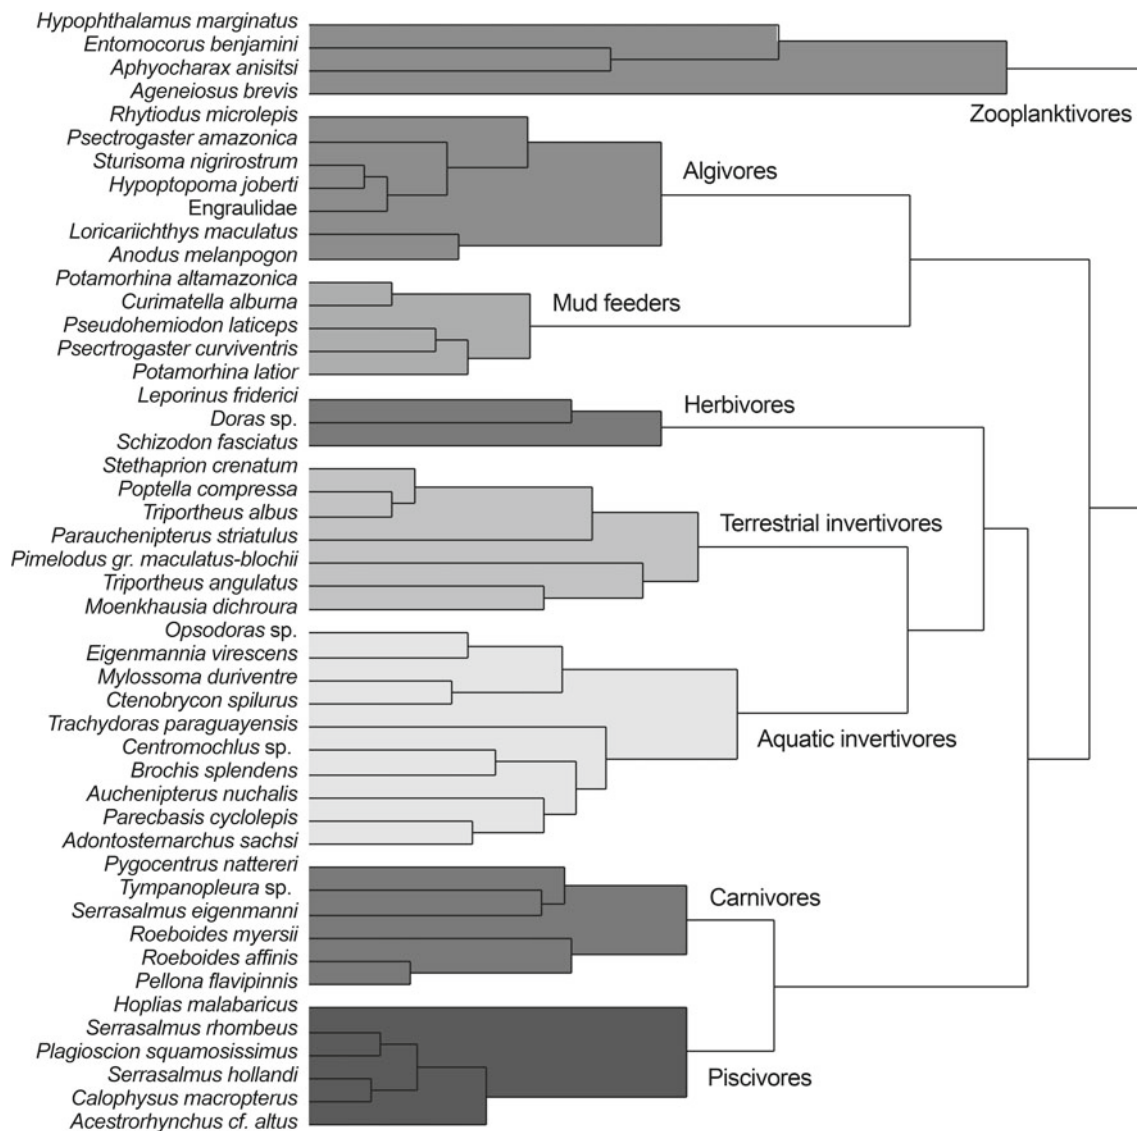 Hypophthalamus marginatus
Entomocorus benjamini
Aphyocharax anisitsi
Ageneiosus brevis
Zooplanktivores
Rhytiodus microlepis
Psectrogaster amazonica
Sturisoma nigrirostrum
Algivores
Hypoptopoma joberti
Engraulidae
Loricariichthys maculatus
Anodus melanpogon
Potamorhina altamazonica
Curimatella alburna
Mud feeders
Pseudohemiodon laticeps
Psecrtrogaster curviventris
Potamorhina latior
Leporinus friderici
Herbivores
Doras sp.
Schizodon fasciatus
Stethaprion crenatum
Poptella compressa
Triportheus albus
Terrestrial invertivores
Parauchenipterus striatulus
Pimelodus gr. maculatus-blochii
Triportheus angulatus
Moenkhausia dichroura
Opsodoras sp.
Eigenmannia virescens
Mylossoma duriventre
Ctenobrycon spilurus
Trachydoras paraguayensis
Aquatic invertivores
Centromochlus sp.
Brochis splendens
Auchenipterus nuchalis
Parecbasis cyclolepis
Adontosternarchus sachsi
Pygocentrus nattereri
Tympanopleura sp.
Carnivores
Serrasalmus eigenmanni
Roeboides myersii
Roeboides affinis
Pellona flavipinnis
Hoplias malabaricus
Serrasalmus rhombeus
Plagioscion squamosissimus
Serrasalmus hollandi
Piscivores
Calophysus macropterus
Acestrorhynchus cf. altus